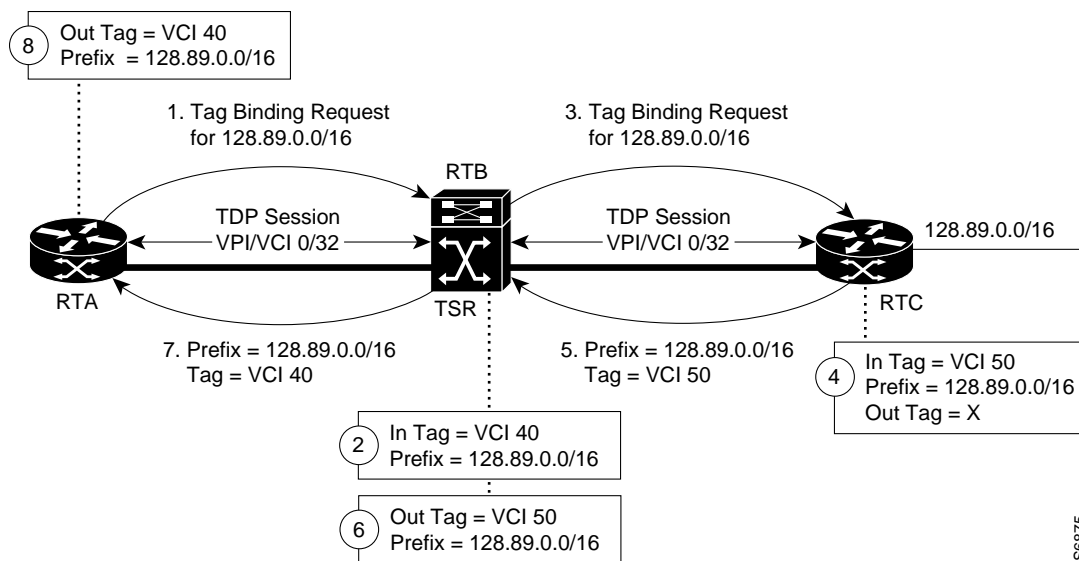 8
Out Tag = VCI 40
Prefix = 128.89.0.0/16
1. Tag Binding Request
for 128.89.0.0/16
3. Tag Binding Request
for 128.89.0.0/16
RTB
TDP Session
VPI/VCI 0/32
TDP Session
VPI/VCI 0/32
128.89.0.0/16
RTA
TSR
RTC
7. Prefix = 128.89.0.0/16
Tag = VCI 40
5. Prefix = 128.89.0.0/16
Tag = VCI 50
4
In Tag = VCI 50
Prefix = 128.89.0.0/16
Out Tag = X
2
In Tag = VCI 40
Prefix = 128.89.0.0/16
6
Out Tag = VCI 50
Prefix = 128.89.0.0/16